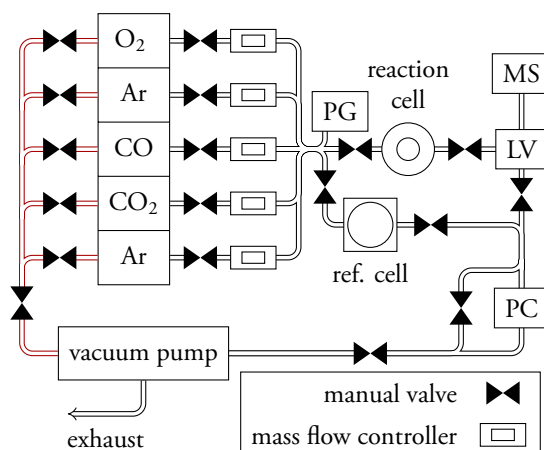 O₂
Ar
CO
CO₂
Ar
PG
reaction
cell
MS
LV
ref. cell
PC
vacuum pump
exhaust
manual valve
mass flow controller